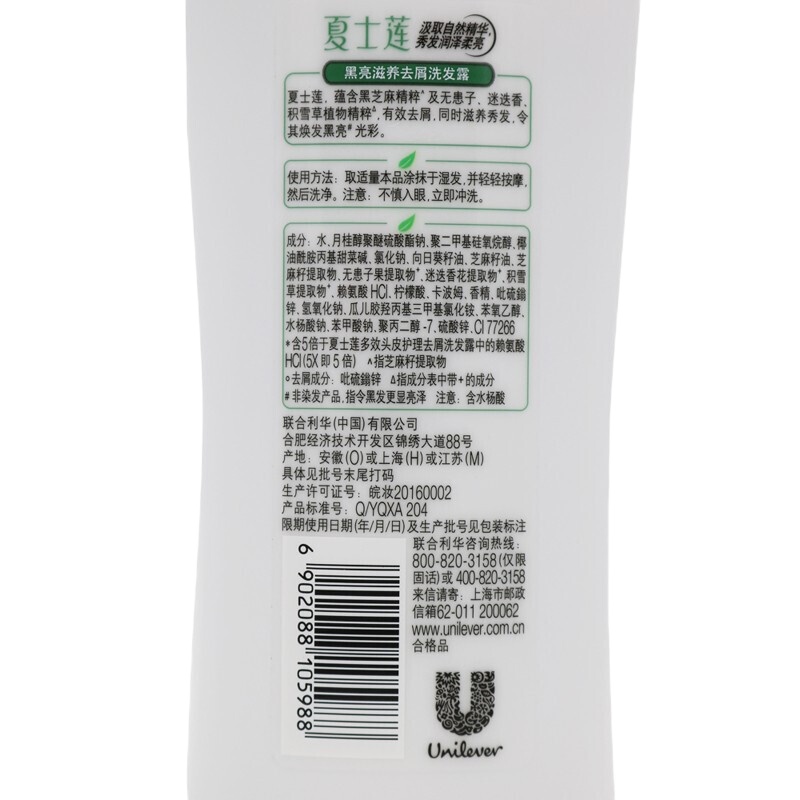 夏士莲
汲取自然精华,
秀发润泽柔亮
黑亮滋养去屑洗发露
夏士莲，蕴含黑芝麻精粹^及无患子、迷迭香、
积雪草植物精粹△,有效去屑,同时滋养秀发,令
其焕发黑亮#光彩。
使用方法：取适量本品涂抹于湿发,并轻轻按摩,
然后洗净。注意：不慎入眼,立即冲洗。
成分：水、月桂醇聚醚硫酸酯钠、聚二甲基硅氧烷醇、椰
油酰胺丙基甜菜碱、氯化钠、向日葵籽油、芝麻籽油、芝
麻籽提取物、无患子果提取物+、迷迭香花提取物+、积雪
草提取物+、赖氨酸HCl、柠檬酸、卡波姆、香精、吡硫鎓
锌、氢氧化钠、瓜儿胶羟丙基三甲基氯化铵、苯氧乙醇、
水杨酸钠、苯甲酸钠、聚丙二醇-7、硫酸锌、CI 77266
*含5倍于夏士莲多效头皮护理去屑洗发露中的赖氨酸
HCl(5X即5倍) ^指芝麻籽提取物
○去屑成分：吡硫鎓锌 △指成分表中带+的成分
#非染发产品,指令黑发更显亮泽 注意：含水杨酸
联合利华(中国)有限公司
合肥经济技术开发区锦绣大道88号
产地：安徽(O)或上海(H)或江苏(M)
具体见批号末尾打码
生产许可证号：皖妆20160002
产品标准号：Q/YQXA 204
限期使用日期(年/月/日)及生产批号见包装标注
联合利华咨询热线：
800-820-3158(仅限
固话)或 400-820-3158
来信请寄：上海市邮政
信箱62-011 200062
www.unilever.com.cn
合格品
6 902088 105988
Unilever